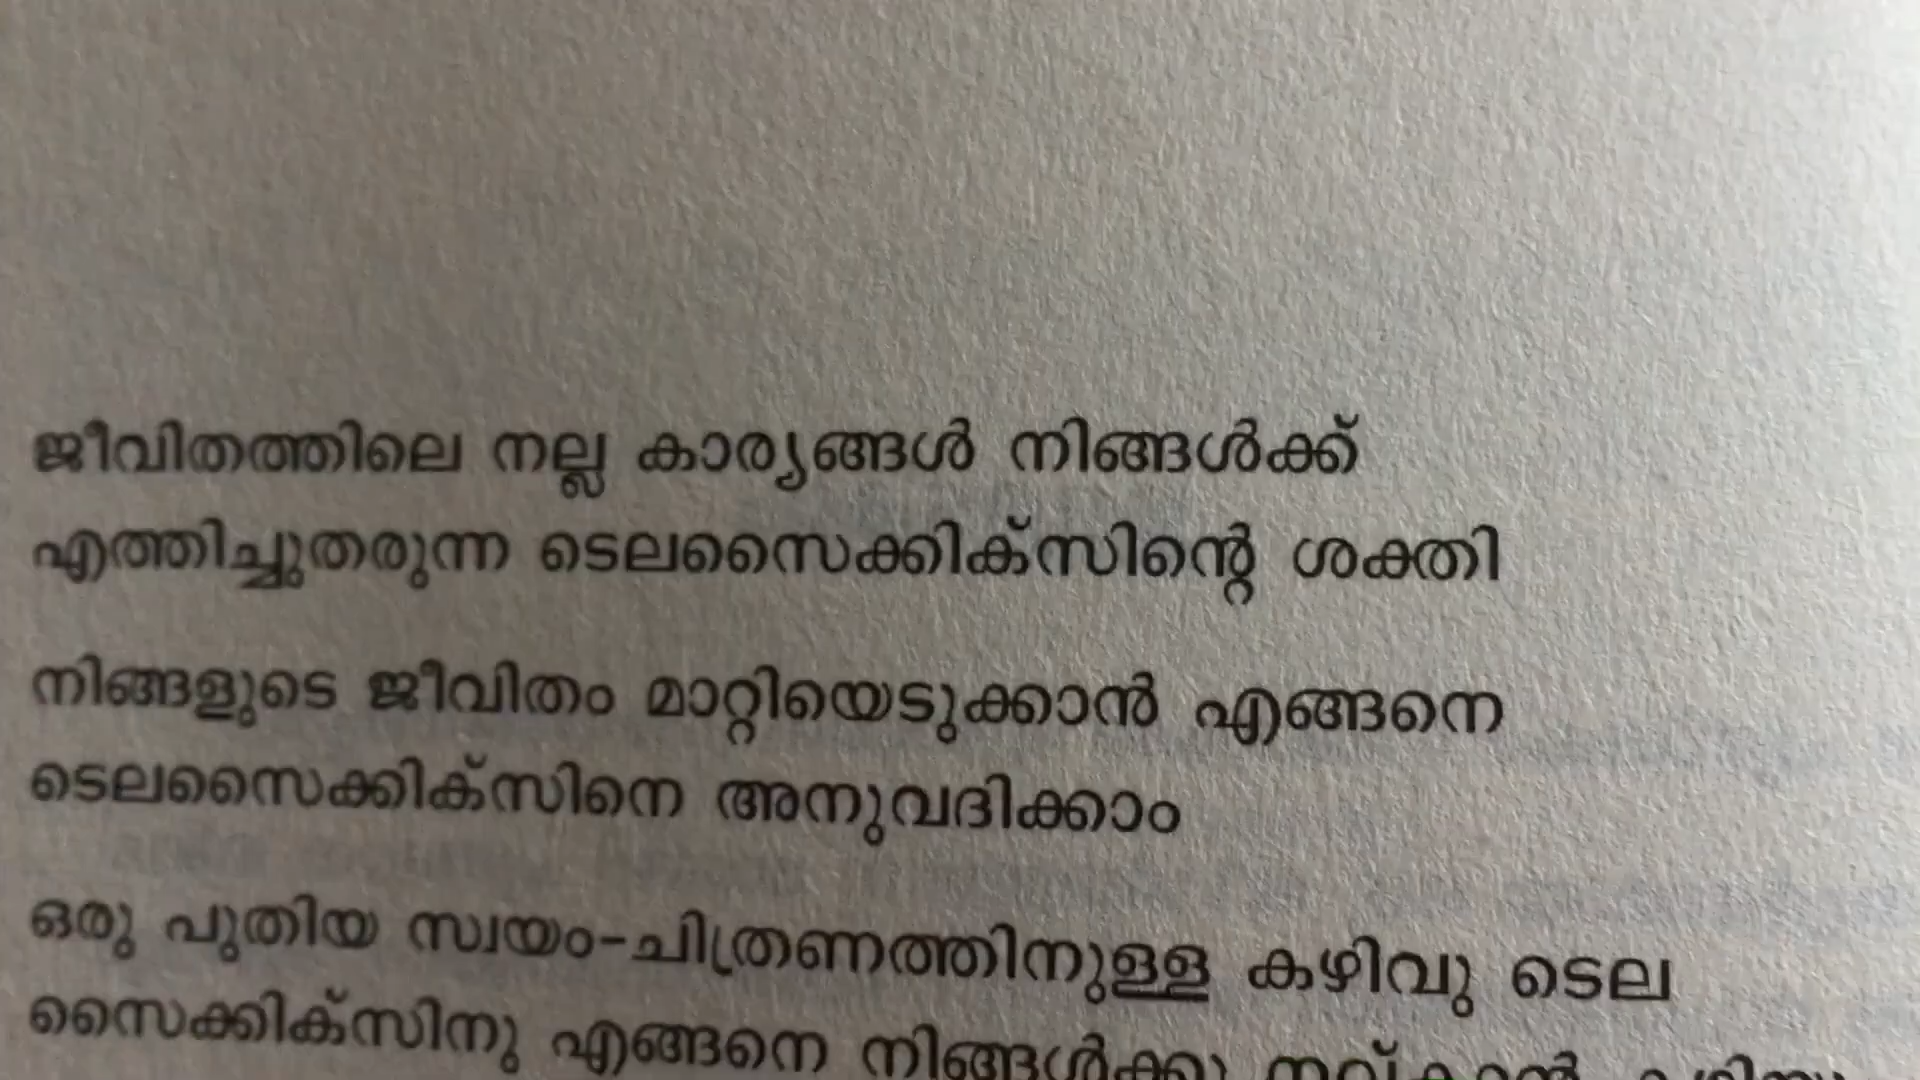 ജീവിതത്തിലെ നല്ല കാര്യങ്ങൾ നിങ്ങൾക്ക്
എത്തിച്ചുതരുന്ന ടെലസൈക്കിക്സിന്റെ ശക്തി
നിങ്ങളുടെ ജീവിതം മാറ്റിയെടുക്കാൻ എങ്ങനെ
ടെലസൈക്കിക്സിനെ അനുവദിക്കാം
ഒരു പുതിയ സ്വയം-ചിത്രണത്തിനുള്ള കഴിവു ടെല
സൈക്കിക്സിനു എങ്ങനെ നിങ്ങൾക്കു